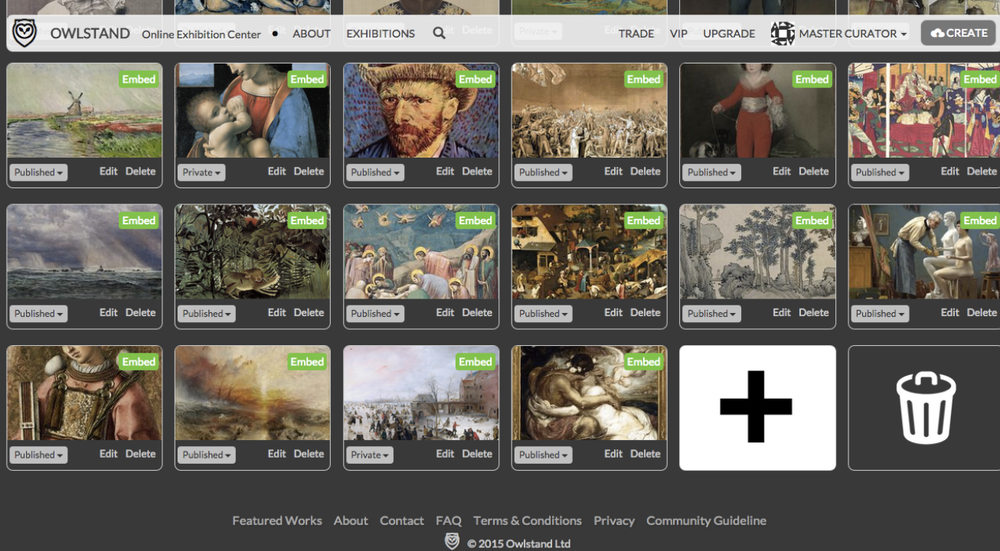 OWLSTAND Online Exhibition Center • ABOUT EXHIBITIONS TRADE VIP UPGRADE MASTER CURATOR CREATE
Embed Embed Embed Embed Embed Embed
Published Edit Delete Private Edit Delete Published Edit Delete Published Edit Delete Published Edit Delete Published Edit Delete
Embed Embed Embed Embed Embed Embed
Published Edit Delete Published Edit Delete Published Edit Delete Published Edit Delete Published Edit Delete Published Edit Delete
Embed Embed Embed Embed
Published Edit Delete Published Edit Delete Private Edit Delete Published Edit Delete
Featured Works About Contact FAQ Terms & Conditions Privacy Community Guideline
© 2015 Owlstand Ltd